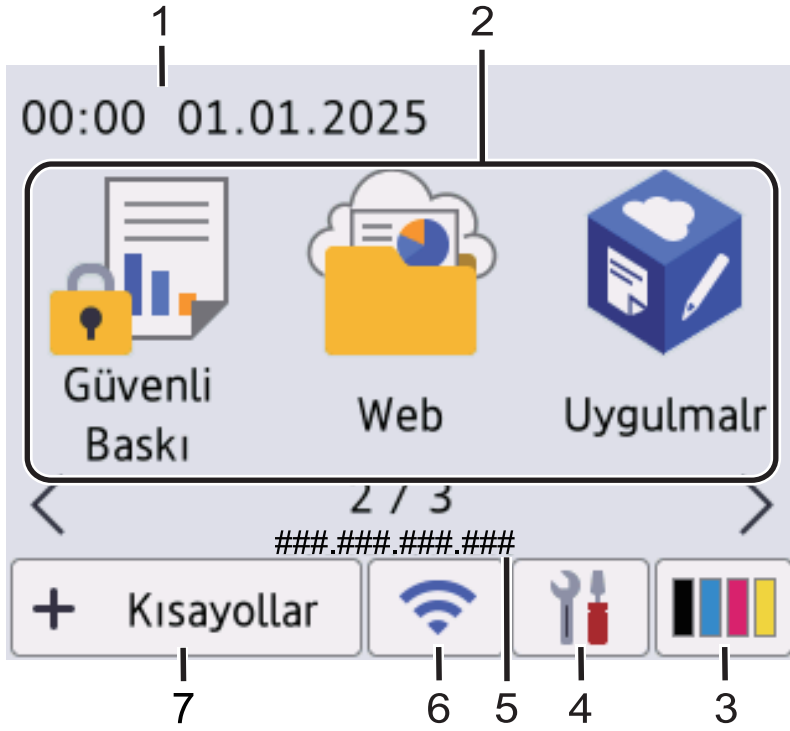 1 2
00:00 01.01.2025
Güvenli
Baskı
Web
Uygulmalr
2 / 3
###.###.###.###
+ Kısayollar
7 6 5 4 3